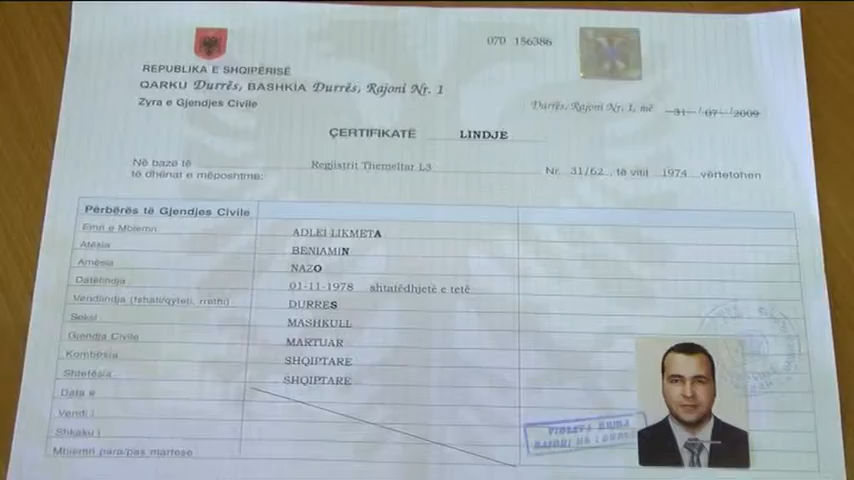 070 156386
REPUBLIKA E SHQIPËRISË
QARKU Durrës, BASHKIA Durrës, Rajoni Nr. 1
Zyra e Gjendjes Civile
Durrës, Rajoni Nr. 1, më 31 / 07 / 2009
ÇERTIFIKATË LINDJE
Në bazë të Regjistrit Themeltar L3 Nr. 31/62, të vitit 1974 vërtetohen
të dhënat e mëposhtme:
Përbërës të Gjendjes Civile
Emri e Mbiemri ADLEI LIKMETA
Atësia BENIAMIN
Amësia NAZO
Datëlindja 01-11-1978 shtatëdhjetë e tetë
Vendlindja (fshati/qyteti, rrethi) DURRES
Seksi MASHKULL
Gjendja Civile MARTUAR
Kombësia SHQIPTARE
Shtetësia SHQIPTARE
Data e
Vendi i
Shkaku i
Mbiemri para/pas martese